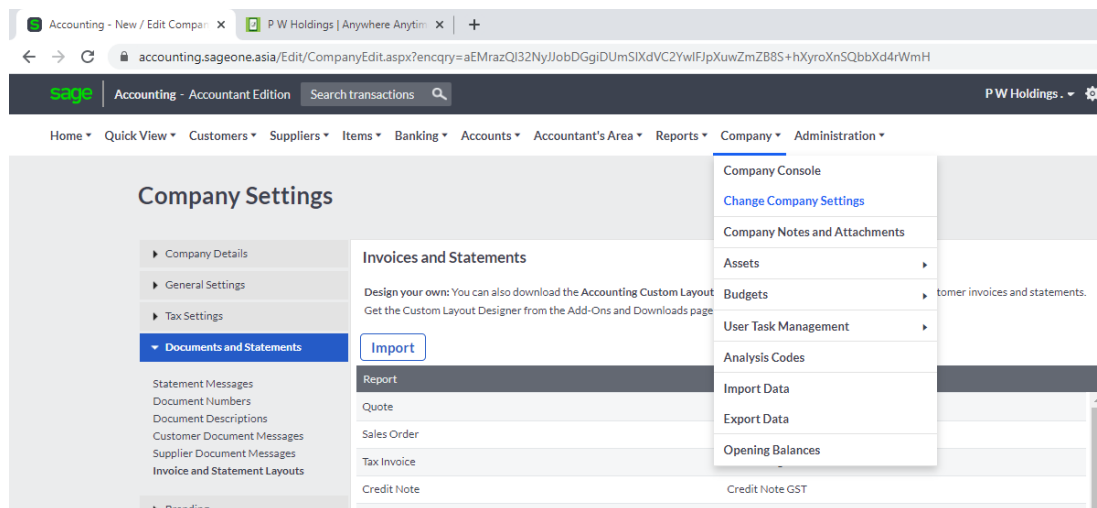 Accounting - New / Edit Compan
P W Holdings | Anywhere Anytim
accounting.sageone.asia/Edit/CompanyEdit.aspx?encqry=aEMrazQl32NyJJobDGgiDUmSIXdVC2YwlFJpXuwZmZB8S+hXyroXnSQbbXd4rWmH
sage Accounting - Accountant Edition Search transactions P W Holdings .
Home Quick View Customers Suppliers Items Banking Accounts Accountant's Area Reports Company Administration
Company Settings
Company Details
General Settings
Tax Settings
Documents and Statements
Statement Messages
Document Numbers
Document Descriptions
Customer Document Messages
Supplier Document Messages
Invoice and Statement Layouts
Invoices and Statements
Design your own: You can also download the Accounting Custom Layout tomer invoices and statements.
Get the Custom Layout Designer from the Add-Ons and Downloads page
Import
Report
Quote
Sales Order
Tax Invoice
Credit Note Credit Note GST
Company Console
Change Company Settings
Company Notes and Attachments
Assets
Budgets
User Task Management
Analysis Codes
Import Data
Export Data
Opening Balances